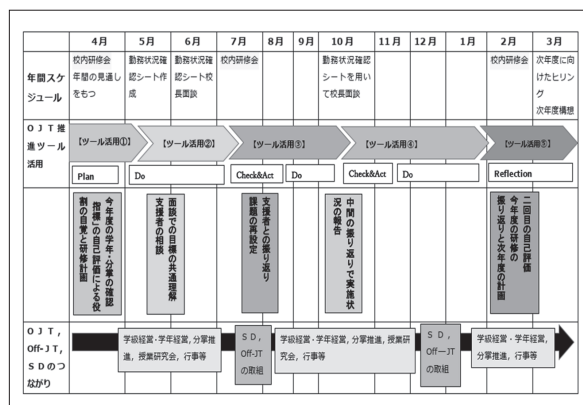 4月 5月 6月 7月 8月 9月 10月 11月 12月 1月 2月 3月
年間スケ
ジュール
校内研修会
年間の見通し
をもつ
勤務状況確
認シート作
成
勤務状況確
認シート校
長面談
校内研修会
勤務状況確認
シートを用い
て校長面談
校内研修会
次年度に向
けたヒリン
グ
次年度構想
OJT推
進ツール
活用
【ツール活用①】
【ツール活用②】
【ツール活用③】
【ツール活用④】
【ツール活用⑤】
Plan
Do
Check&Act
Do
Check&Act
Do
Reflection
今年度の学年・分掌の確認
指標」の自己評価による役
割の自覚と研修計画
面談での目標の共通理解
支援者の相談
支援者との振り返り
課題の再設定
中間の振り返りで実施状
況の報告
二回目の自己評価
今年度の研修の
振り返りと次年度の計画
OJT,
Off-JT,
SDのつ
ながり
学級経営・学年経営,分掌推
進,授業研究会,行事等
SD,
Off-JT
の取組
学級経営・学年経営,分掌推進,授業研
究会,行事等
SD,
Off―JT
の取組
学級経営・学年経営,
分掌推進,行事等